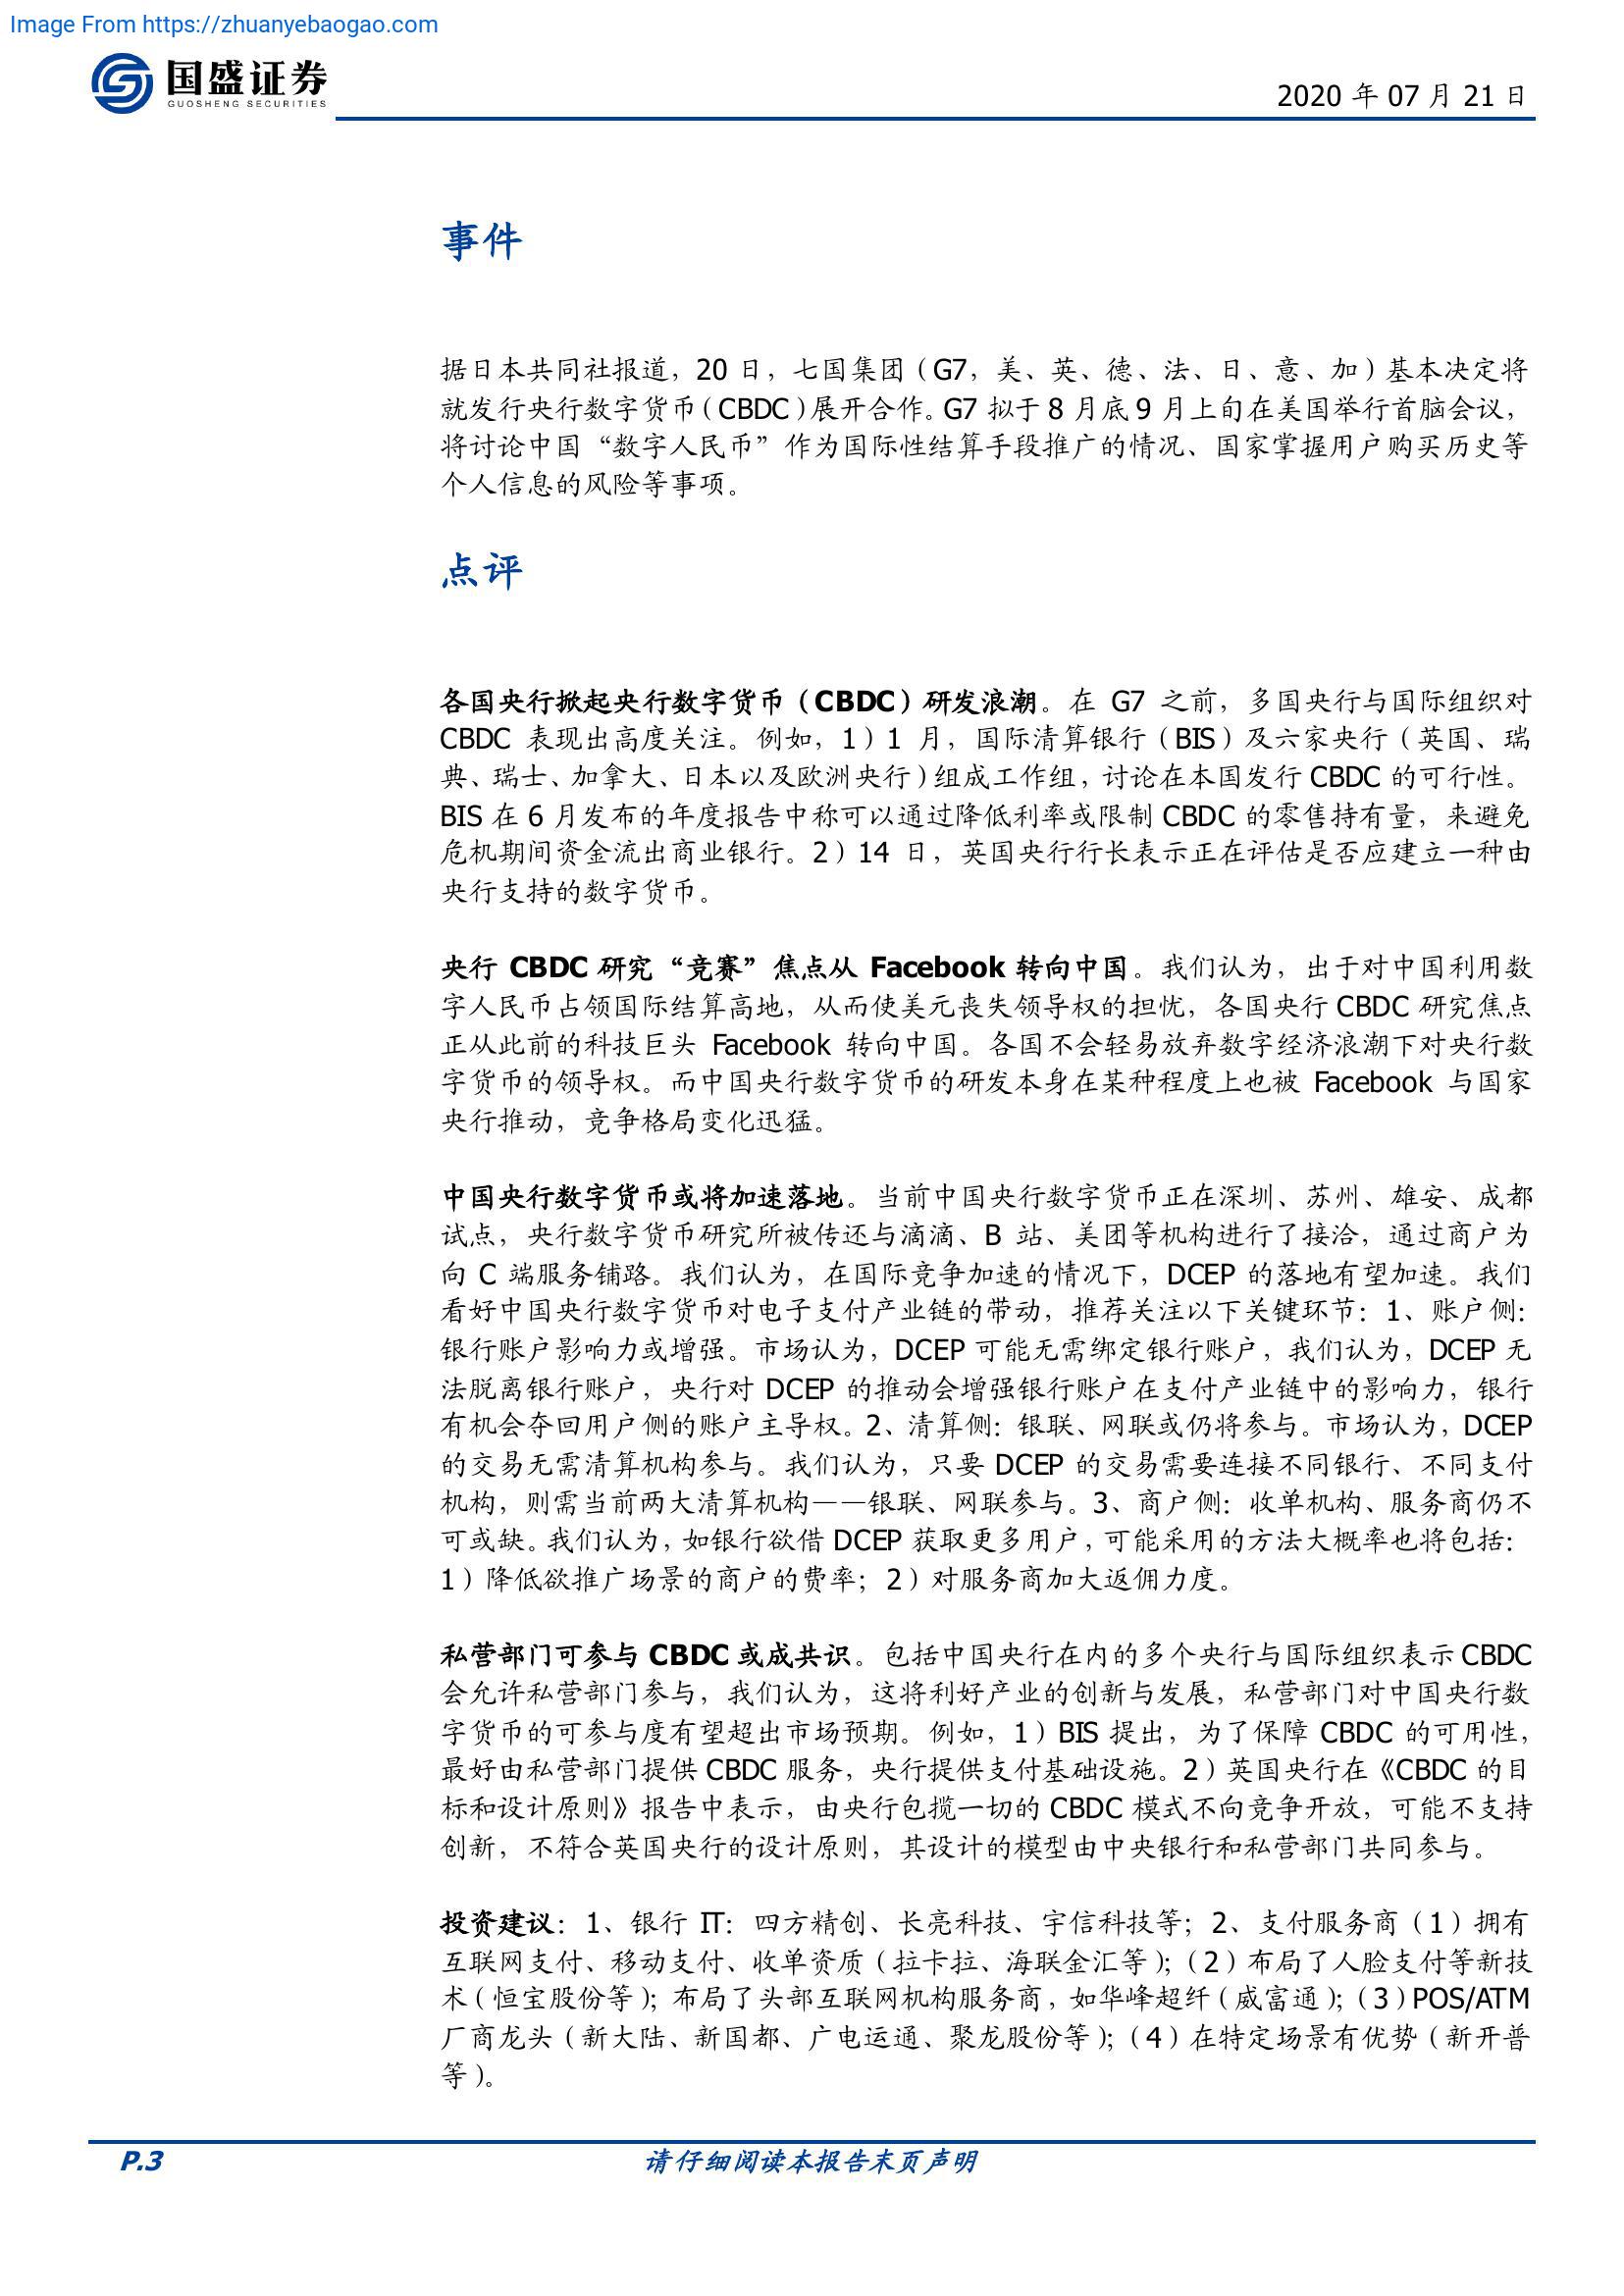 Image From https://zhuanyebaogao.com
国盛证券
GUOSHENG SECURITIES
2020 年 07 月 21 日
事件
据日本共同社报道，20 日，七国集团（G7，美、英、德、法、日、意、加）基本决定将
就发行央行数字货币（CBDC）展开合作。G7 拟于 8 月底 9 月上旬在美国举行首脑会议，
将讨论中国“数字人民币”作为国际性结算手段推广的情况、国家掌握用户购买历史等
个人信息的风险等事项。
点评
各国央行掀起央行数字货币（CBDC）研发浪潮。在 G7 之前，多国央行与国际组织对
CBDC 表现出高度关注。例如，1）1 月，国际清算银行（BIS）及六家央行（英国、瑞
典、瑞士、加拿大、日本以及欧洲央行）组成工作组，讨论在本国发行 CBDC 的可行性。
BIS 在 6 月发布的年度报告中称可以通过降低利率或限制 CBDC 的零售持有量，来避免
危机期间资金流出商业银行。2）14 日，英国央行行长表示正在评估是否应建立一种由
央行支持的数字货币。
央行 CBDC 研究“竞赛”焦点从 Facebook 转向中国。我们认为，出于对中国利用数
字人民币占领国际结算高地，从而使美元丧失领导权的担忧，各国央行 CBDC 研究焦点
正从此前的科技巨头 Facebook 转向中国。各国不会轻易放弃数字经济浪潮下对央行数
字货币的领导权。而中国央行数字货币的研发本身在某种程度上也被 Facebook 与国家
央行推动，竞争格局变化迅猛。
中国央行数字货币或将加速落地。当前中国央行数字货币正在深圳、苏州、雄安、成都
试点，央行数字货币研究所被传还与滴滴、B 站、美团等机构进行了接洽，通过商户为
向 C 端服务铺路。我们认为，在国际竞争加速的情况下，DCEP 的落地有望加速。我们
看好中国央行数字货币对电子支付产业链的带动，推荐关注以下关键环节：1、账户侧：
银行账户影响力或增强。市场认为，DCEP 可能无需绑定银行账户，我们认为，DCEP 无
法脱离银行账户，央行对 DCEP 的推动会增强银行账户在支付产业链中的影响力，银行
有机会夺回用户侧的账户主导权。2、清算侧：银联、网联或仍将参与。市场认为，DCEP
的交易无需清算机构参与。我们认为，只要 DCEP 的交易需要连接不同银行、不同支付
机构，则需当前两大清算机构——银联、网联参与。3、商户侧：收单机构、服务商仍不
可或缺。我们认为，如银行欲借 DCEP 获取更多用户，可能采用的方法大概率也将包括：
1）降低欲推广场景的商户的费率；2）对服务商加大返佣力度。
私营部门可参与 CBDC 或成共识。包括中国央行在内的多个央行与国际组织表示 CBDC
会允许私营部门参与，我们认为，这将利好产业的创新与发展，私营部门对中国央行数
字货币的可参与度有望超出市场预期。例如，1）BIS 提出，为了保障 CBDC 的可用性，
最好由私营部门提供 CBDC 服务，央行提供支付基础设施。2）英国央行在《CBDC 的目
标和设计原则》报告中表示，由央行包揽一切的 CBDC 模式不向竞争开放，可能不支持
创新，不符合英国央行的设计原则，其设计的模型由中央银行和私营部门共同参与。
投资建议：1、银行 IT：四方精创、长亮科技、宇信科技等；2、支付服务商（1）拥有
互联网支付、移动支付、收单资质（拉卡拉、海联金汇等）；（2）布局了人脸支付等新技
术（恒宝股份等）；布局了头部互联网机构服务商，如华峰超纤（威富通）；（3）POS/ATM
厂商龙头（新大陆、新国都、广电运通、聚龙股份等）；（4）在特定场景有优势（新开普
等）。
P.3
请仔细阅读本报告末页声明